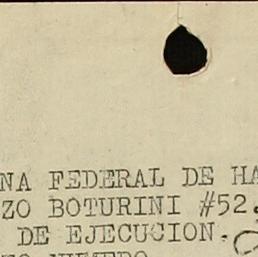 NA FEDERAL DE HA
ZO BOTURINI #52.
DE EJECUCION.